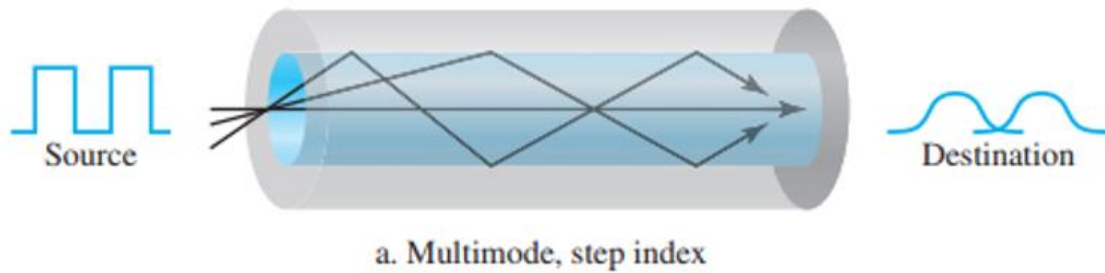 Source
Destination
a. Multimode, step index